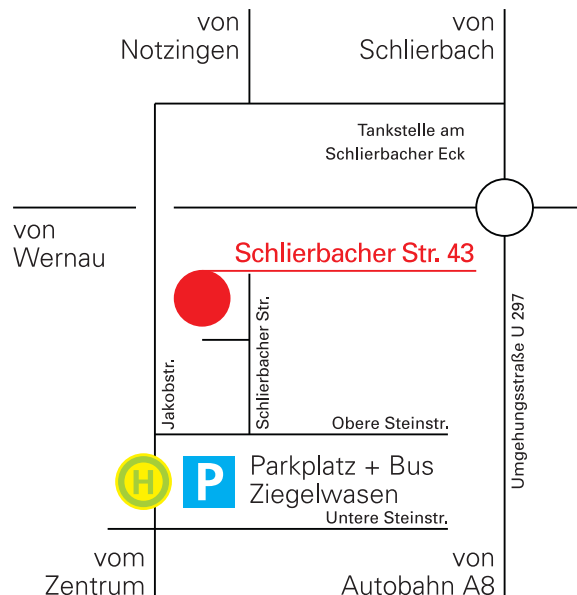 von
Notzingen
von
Schlierbach
Tankstelle am
Schlierbacher Eck
von
Wernau
Schlierbacher Str. 43
Jakobstr.
Schlierbacher Str.
Umgehungsstraße U 297
Obere Steinstr.
H
P
Parkplatz + Bus
Ziegelwasen
Untere Steinstr.
vom
Zentrum
von
Autobahn A8